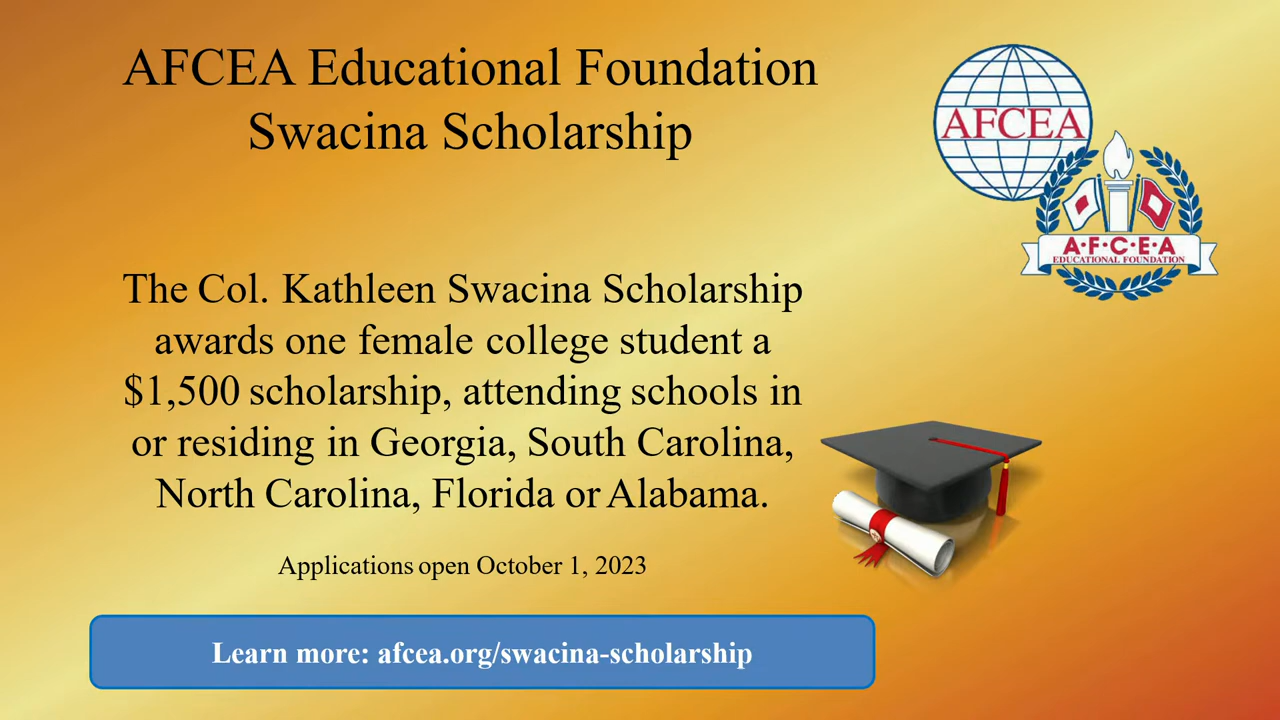 AFCEA Educational Foundation
Swacina Scholarship
AFCEA
A·F·C·E·A
EDUCATIONAL FOUNDATION
The Col. Kathleen Swacina Scholarship
awards one female college student a
$1,500 scholarship, attending schools in
or residing in Georgia, South Carolina,
North Carolina, Florida or Alabama.
Applications open October 1, 2023
Learn more: afcea.org/swacina-scholarship